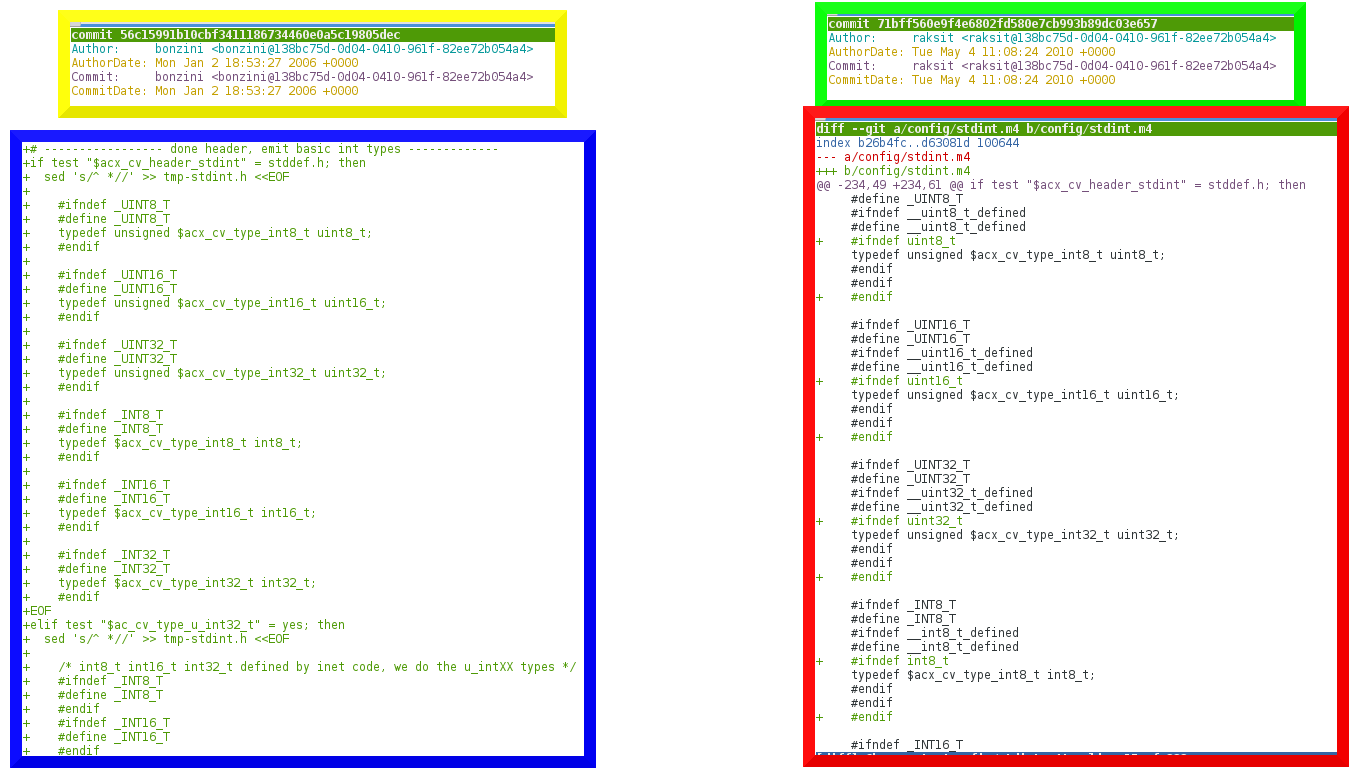 commit 56c15991b10cbf3411186734460e0a5c19805dec
Author:     bonzini <bonzini@138bc75d-0d04-0410-961f-82ee72b054a4>
AuthorDate: Mon Jan 2 18:53:27 2006 +0000
Commit:     bonzini <bonzini@138bc75d-0d04-0410-961f-82ee72b054a4>
CommitDate: Mon Jan 2 18:53:27 2006 +0000
+# ----------------- done header, emit basic int types -------------
+if test "$acx_cv_header_stdint" = stddef.h; then
+  sed 's/^ *//' >> tmp-stdint.h <<EOF
+
+    #ifndef _UINT8_T
+    #define _UINT8_T
+    typedef unsigned $acx_cv_type_int8_t uint8_t;
+    #endif
+
+    #ifndef _UINT16_T
+    #define _UINT16_T
+    typedef unsigned $acx_cv_type_int16_t uint16_t;
+    #endif
+
+    #ifndef _UINT32_T
+    #define _UINT32_T
+    typedef unsigned $acx_cv_type_int32_t uint32_t;
+    #endif
+
+    #ifndef _INT8_T
+    #define _INT8_T
+    typedef $acx_cv_type_int8_t int8_t;
+    #endif
+
+    #ifndef _INT16_T
+    #define _INT16_T
+    typedef $acx_cv_type_int16_t int16_t;
+    #endif
+
+    #ifndef _INT32_T
+    #define _INT32_T
+    typedef $acx_cv_type_int32_t int32_t;
+    #endif
+EOF
+elif test "$ac_cv_type_u_int32_t" = yes; then
+  sed 's/^ *//' >> tmp-stdint.h <<EOF
+
+    /* int8_t int16_t int32_t defined by inet code, we do the u_intXX types */
+    #ifndef _INT8_T
+    #define _INT8_T
+    #endif
+    #ifndef _INT16_T
+    #define _INT16_T
+    #endif
commit 71bff560e9f4e6802fd580e7cb993b89dc03e657
Author:     raksit <raksit@138bc75d-0d04-0410-961f-82ee72b054a4>
AuthorDate: Tue May 4 11:08:24 2010 +0000
Commit:     raksit <raksit@138bc75d-0d04-0410-961f-82ee72b054a4>
CommitDate: Tue May 4 11:08:24 2010 +0000
diff --git a/config/stdint.m4 b/config/stdint.m4
index b26b4fc..d63081d 100644
--- a/config/stdint.m4
+++ b/config/stdint.m4
@@ -234,49 +234,61 @@ if test "$acx_cv_header_stdint" = stddef.h; then
     #define _UINT8_T
     #ifndef __uint8_t_defined
     #define __uint8_t_defined
+    #ifndef uint8_t
     typedef unsigned $acx_cv_type_int8_t uint8_t;
     #endif
     #endif
+    #endif
     #ifndef _UINT16_T
     #define _UINT16_T
     #ifndef __uint16_t_defined
     #define __uint16_t_defined
+    #ifndef uint16_t
     typedef unsigned $acx_cv_type_int16_t uint16_t;
     #endif
     #endif
+    #endif
     #ifndef _UINT32_T
     #define _UINT32_T
     #ifndef __uint32_t_defined
     #define __uint32_t_defined
+    #ifndef uint32_t
     typedef unsigned $acx_cv_type_int32_t uint32_t;
     #endif
     #endif
+    #endif
     #ifndef _INT8_T
     #define _INT8_T
     #ifndef __int8_t_defined
     #define __int8_t_defined
+    #ifndef int8_t
     typedef $acx_cv_type_int8_t int8_t;
     #endif
     #endif
+    #endif
     #ifndef _INT16_T